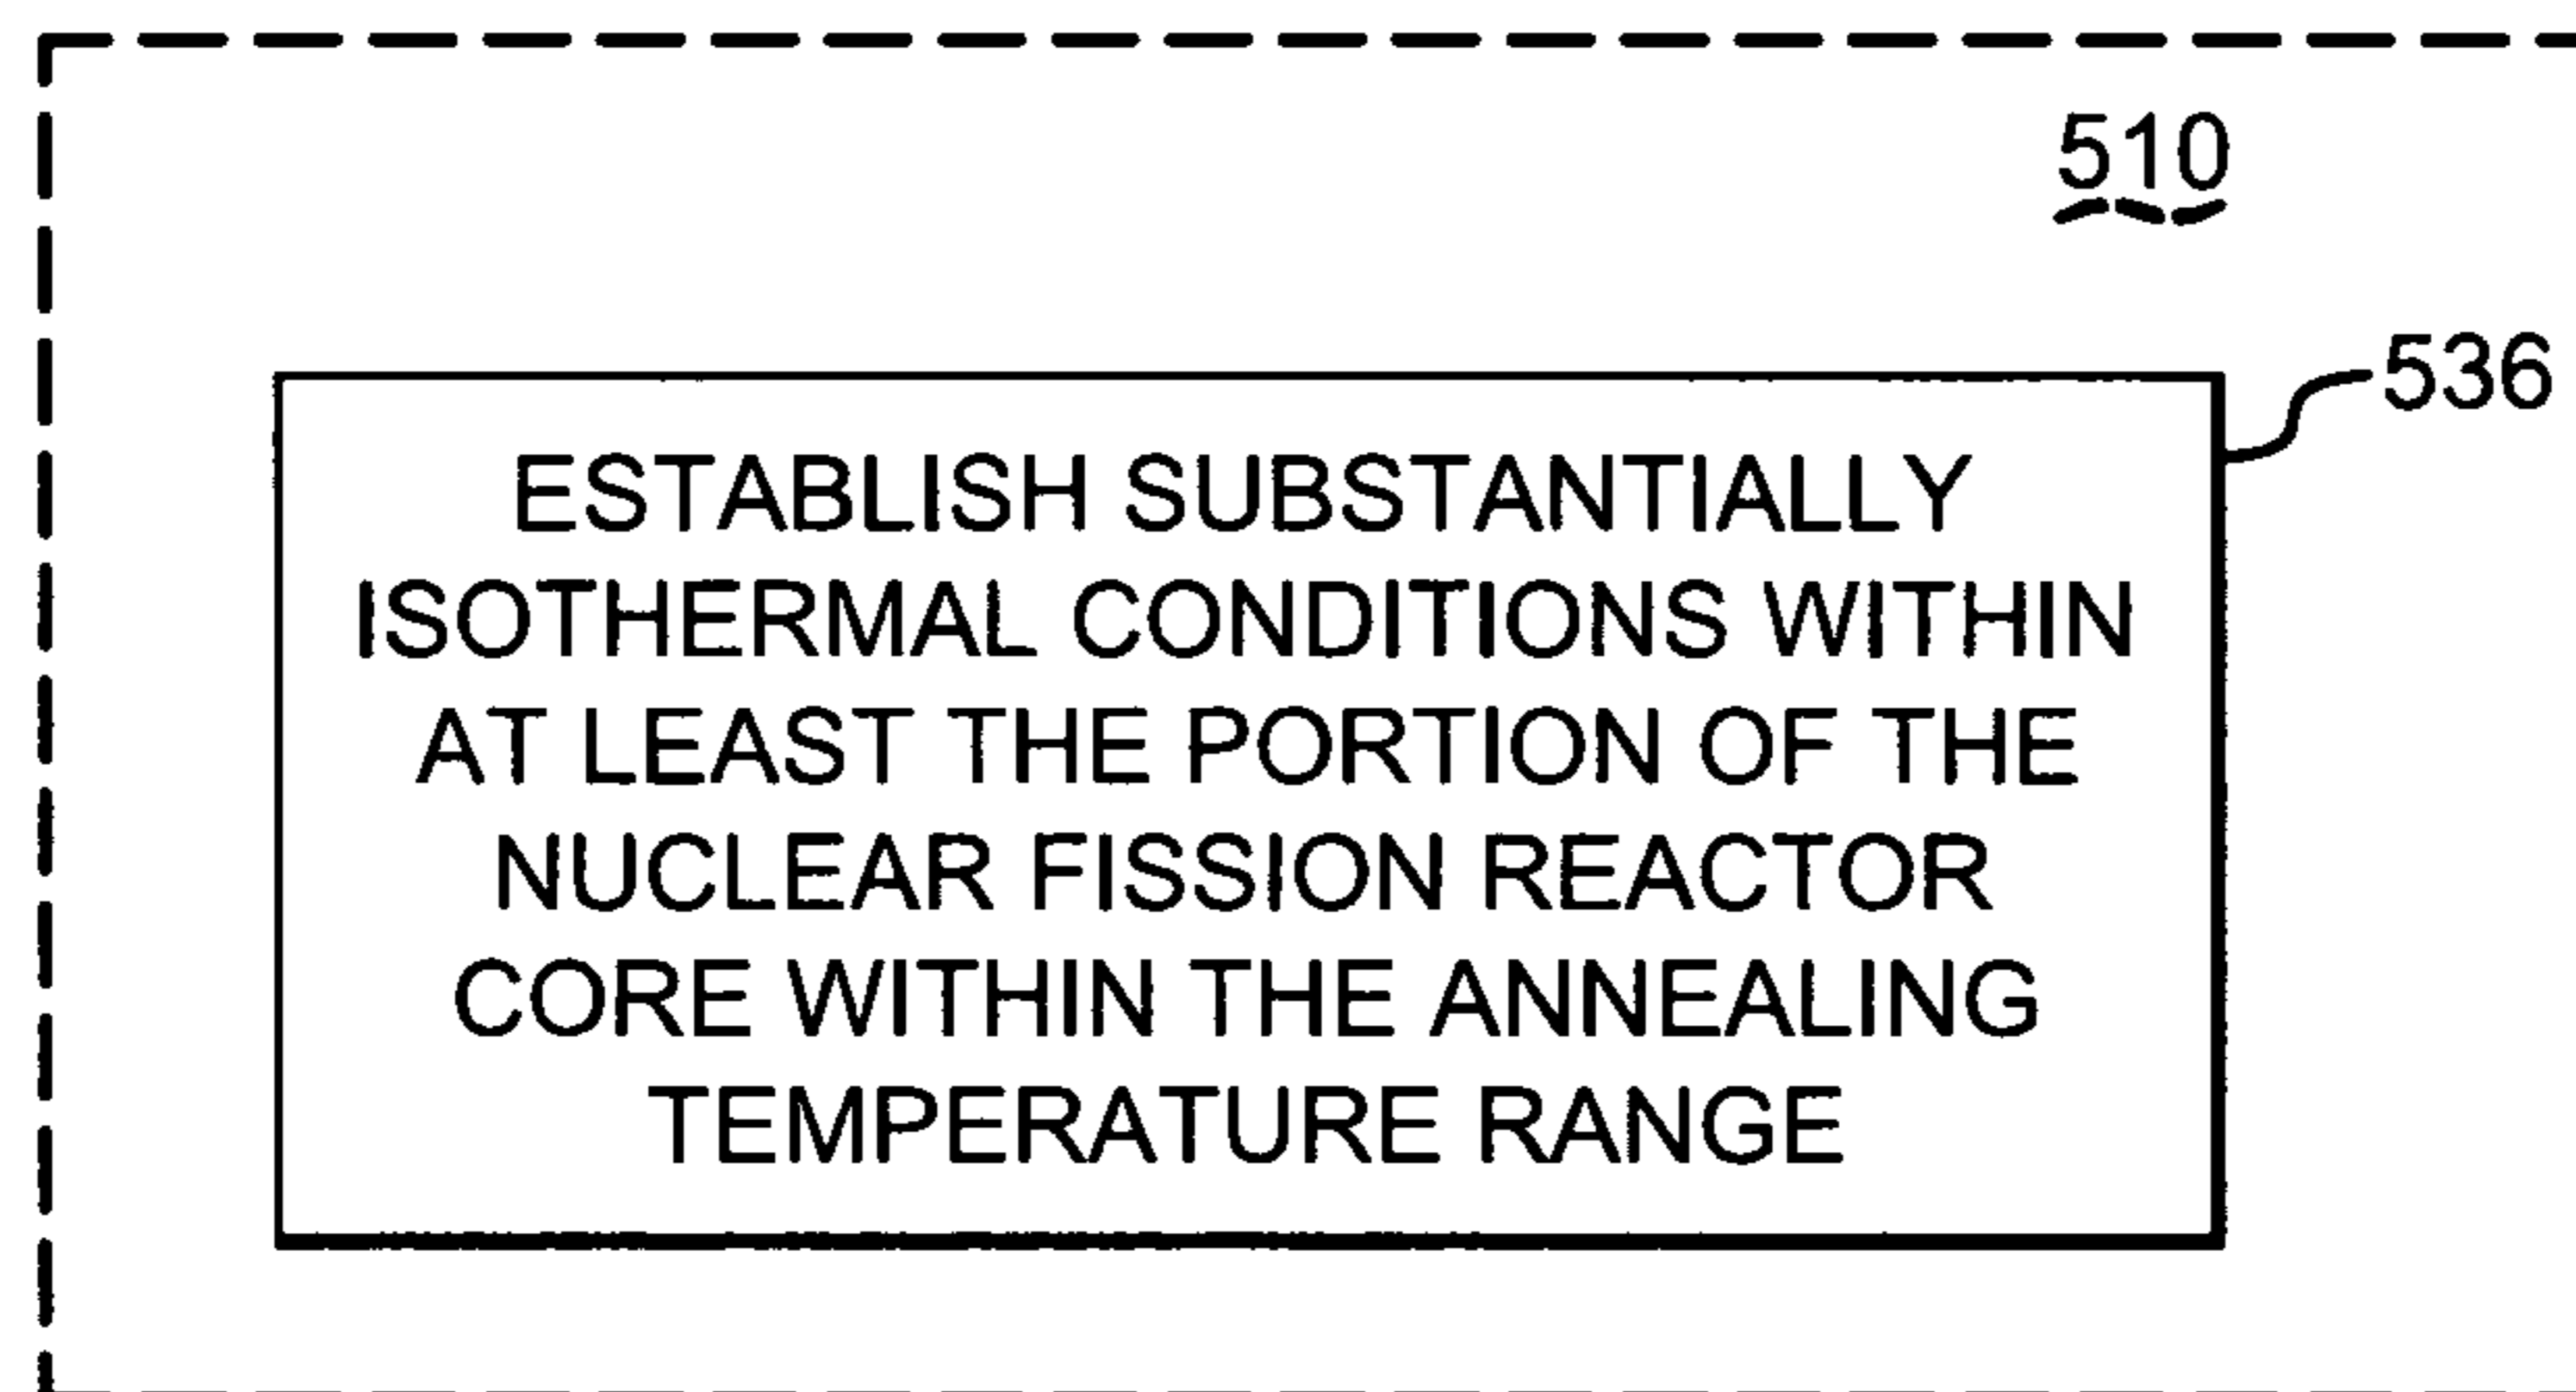 510
536
ESTABLISH SUBSTANTIALLY
ISOTHERMAL CONDITIONS WITHIN
AT LEAST THE PORTION OF THE
NUCLEAR FISSION REACTOR
CORE WITHIN THE ANNEALING
TEMPERATURE RANGE